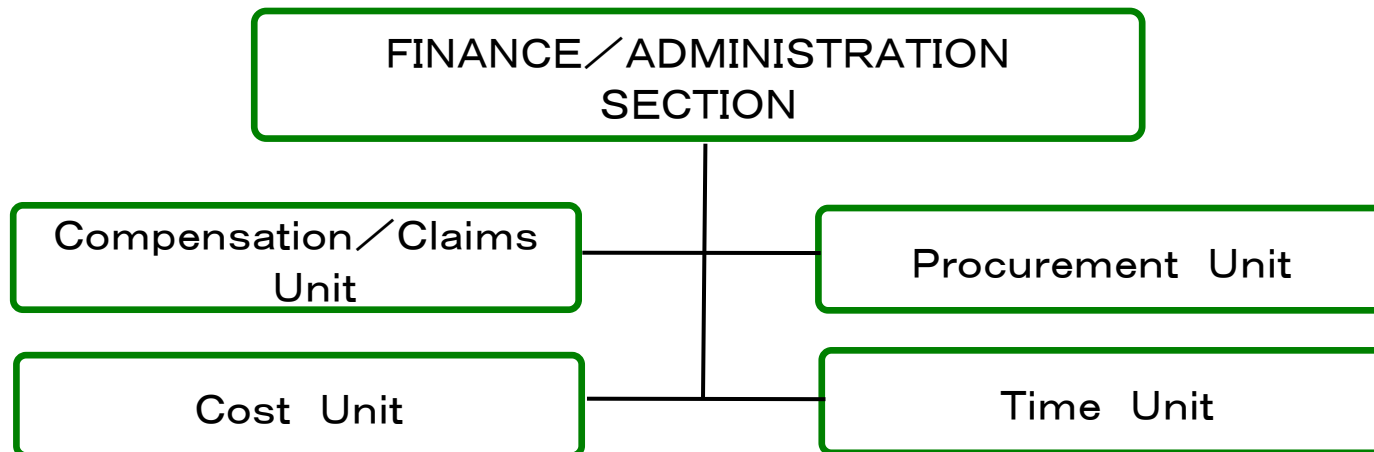 FINANCE／ADMINISTRATION
SECTION
Compensation／Claims
Unit
Procurement Unit
Cost Unit
Time Unit